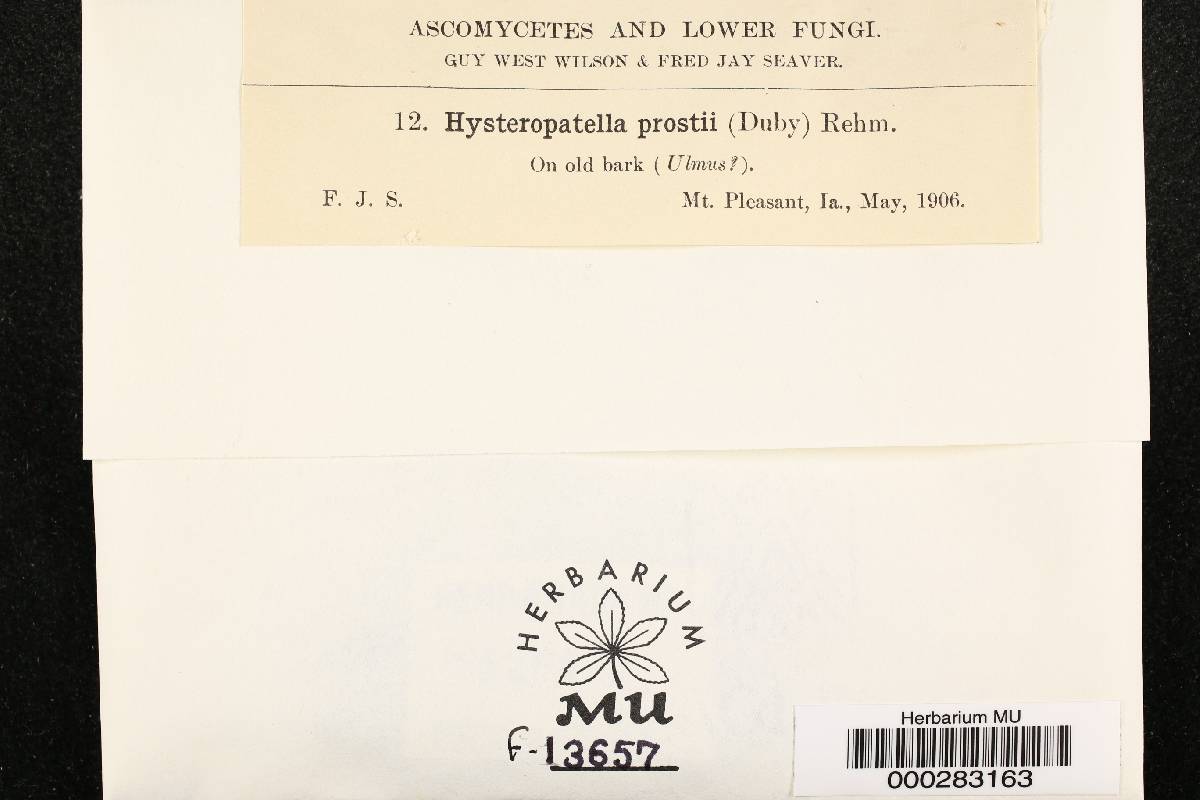 ASCOMYCETES AND LOWER FUNGI.
GUY WEST WILSON & FRED JAY SEAVER.
12. Hysteropatella prostii (Duby) Rehm.
On old bark (Ulmus?).
F. J. S. Mt. Pleasant, Ia., May, 1906.
HERBARIUM
MU
F-13657
Herbarium MU
000283163